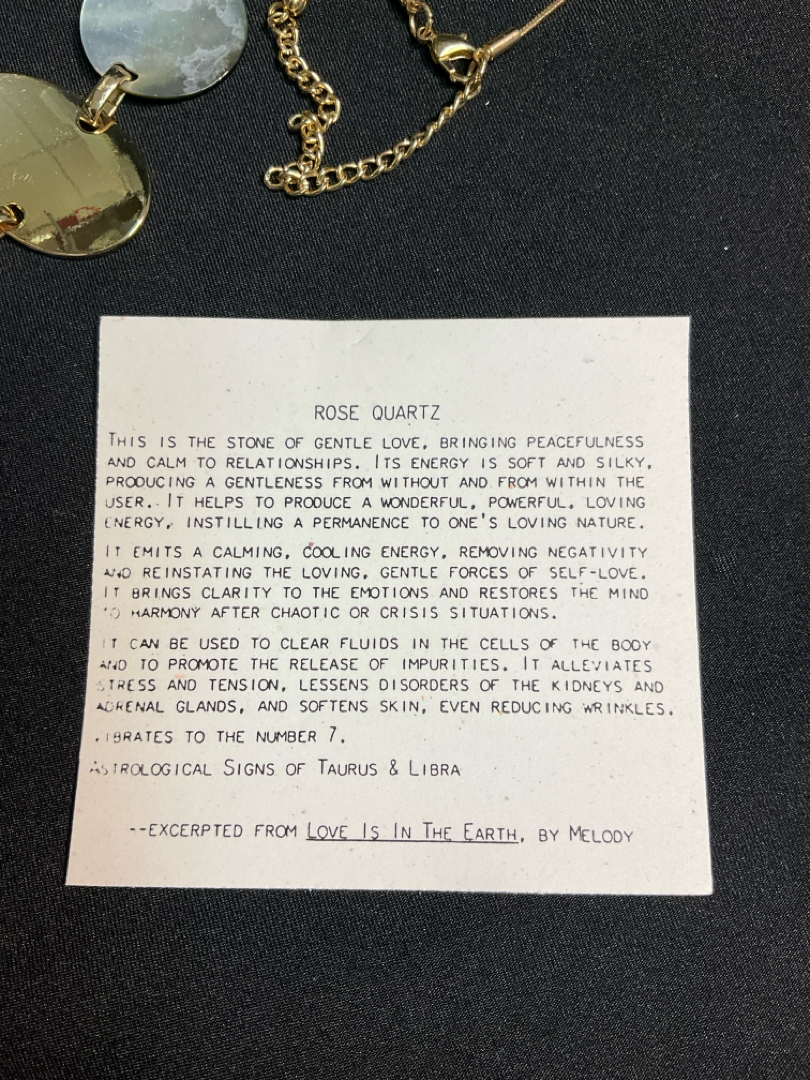 ROSE QUARTZ
THIS IS THE STONE OF GENTLE LOVE, BRINGING PEACEFULNESS
AND CALM TO RELATIONSHIPS. ITS ENERGY IS SOFT AND SILKY,
PRODUCING A GENTLENESS FROM WITHOUT AND FROM WITHIN THE
USER. IT HELPS TO PRODUCE A WONDERFUL, POWERFUL, LOVING
ENERGY, INSTILLING A PERMANENCE TO ONE'S LOVING NATURE.
IT EMITS A CALMING, COOLING ENERGY, REMOVING NEGATIVITY
AND REINSTATING THE LOVING, GENTLE FORCES OF SELF-LOVE.
IT BRINGS CLARITY TO THE EMOTIONS AND RESTORES THE MIND
TO HARMONY AFTER CHAOTIC OR CRISIS SITUATIONS.
IT CAN BE USED TO CLEAR FLUIDS IN THE CELLS OF THE BODY
AND TO PROMOTE THE RELEASE OF IMPURITIES. IT ALLEVIATES
STRESS AND TENSION, LESSENS DISORDERS OF THE KIDNEYS AND
ADRENAL GLANDS, AND SOFTENS SKIN, EVEN REDUCING WRINKLES.
VIBRATES TO THE NUMBER 7.
ASTROLOGICAL SIGNS OF TAURUS & LIBRA
--EXCERPTED FROM LOVE IS IN THE EARTH, BY MELODY